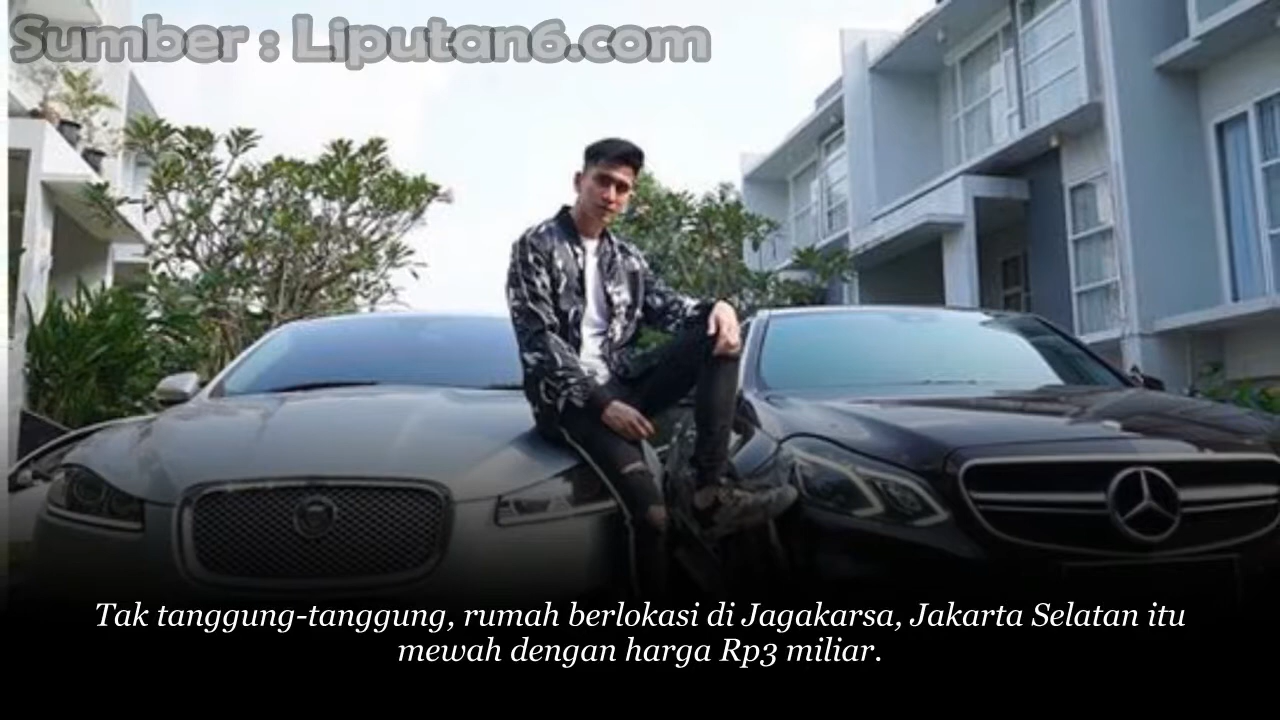 Sumber : Liputan6.com
Tak tanggung-tanggung, rumah berlokasi di Jagakarsa, Jakarta Selatan itu
mewah dengan harga Rp3 miliar.